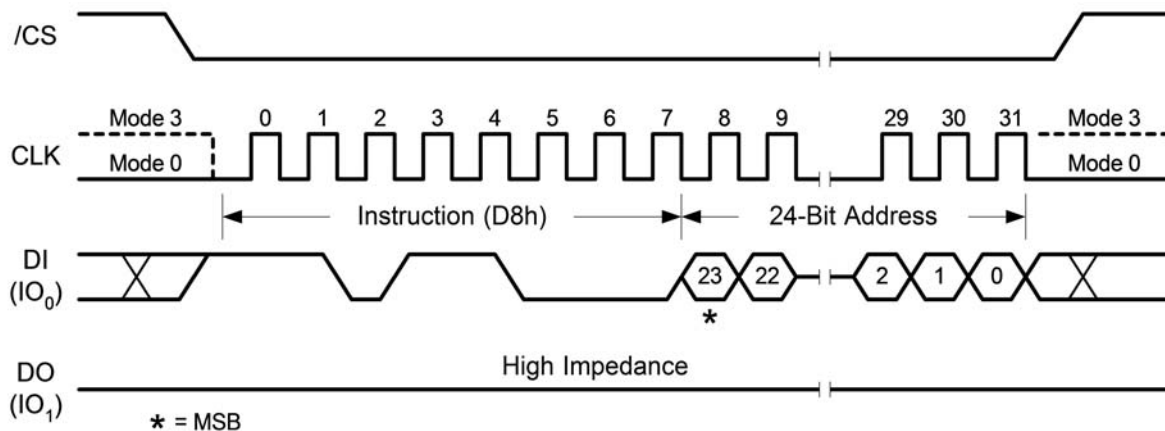 /CS
Mode 3 0 1 2 3 4 5 6 7 8 9 29 30 31 Mode 3
CLK Mode 0 Mode 0
Instruction (D8h) 24-Bit Address
DI
(IO₀) 23 22 2 1 0
*
High Impedance
DO
(IO₁)
* = MSB